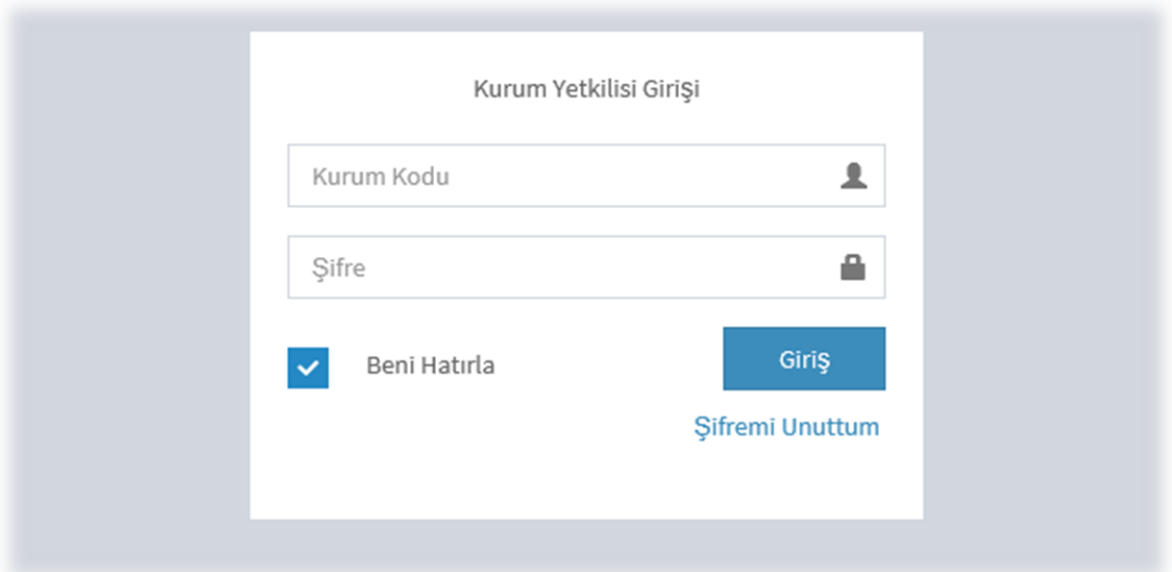 Kurum Yetkilisi Girişi
Kurum Kodu
Şifre
Beni Hatırla
Giriş
Şifremi Unuttum